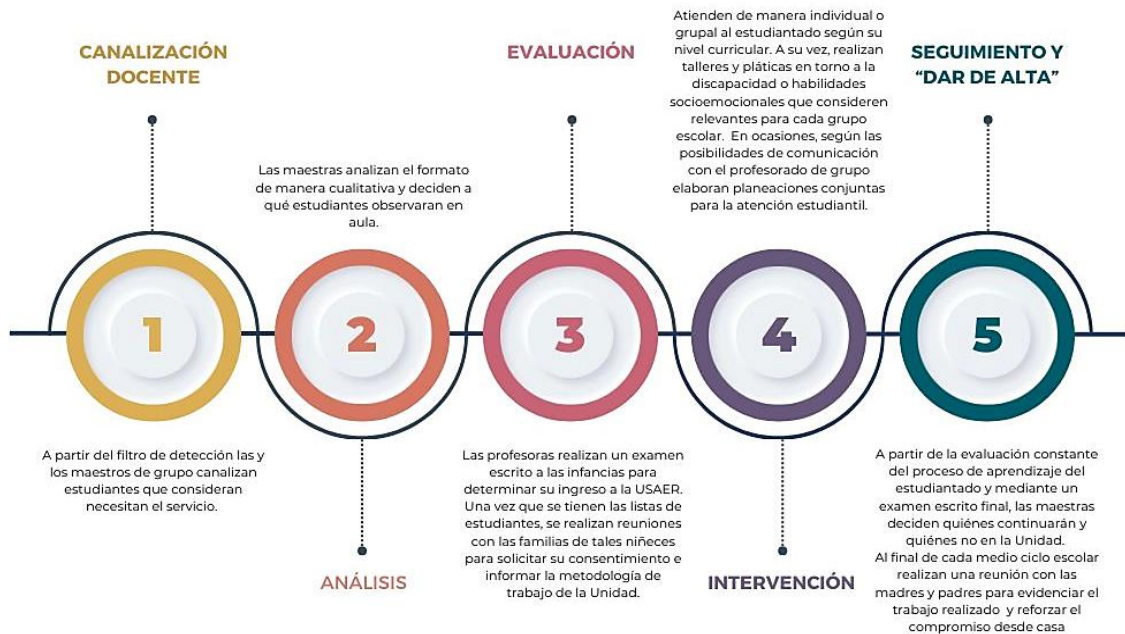 CANALIZACIÓN
DOCENTE
1
A partir del filtro de detección las y
los maestros de grupo canalizan
estudiantes que consideran
necesitan el servicio.
Las maestras analizan el formato
de manera cualitativa y deciden a
qué estudiantes observaran en
aula.
2
ANÁLISIS
EVALUACIÓN
3
Las profesoras realizan un examen
escrito a las infancias para
determinar su ingreso a la USAER.
Una vez que se tienen las listas de
estudiantes, se realizan reuniones
con las familias de tales niñeces
para solicitar su consentimiento e
informar la metodología de
trabajo de la Unidad.
Atienden de manera individual o
grupal al estudiantado según su
nivel curricular. A su vez, realizan
talleres y pláticas en torno a la
discapacidad o habilidades
socioemocionales que consideren
relevantes para cada grupo
escolar. En ocasiones, según las
posibilidades de comunicación
con el profesorado de grupo
elaboran planeaciones conjuntas
para la atención estudiantil.
4
INTERVENCIÓN
SEGUIMIENTO Y
“DAR DE ALTA”
5
A partir de la evaluación constante
del proceso de aprendizaje del
estudiantado y mediante un
examen escrito final, las maestras
deciden quiénes continuarán y
quiénes no en la Unidad.
Al final de cada medio ciclo escolar
realizan una reunión con las
madres y padres para evidenciar el
trabajo realizado y reforzar el
compromiso desde casa